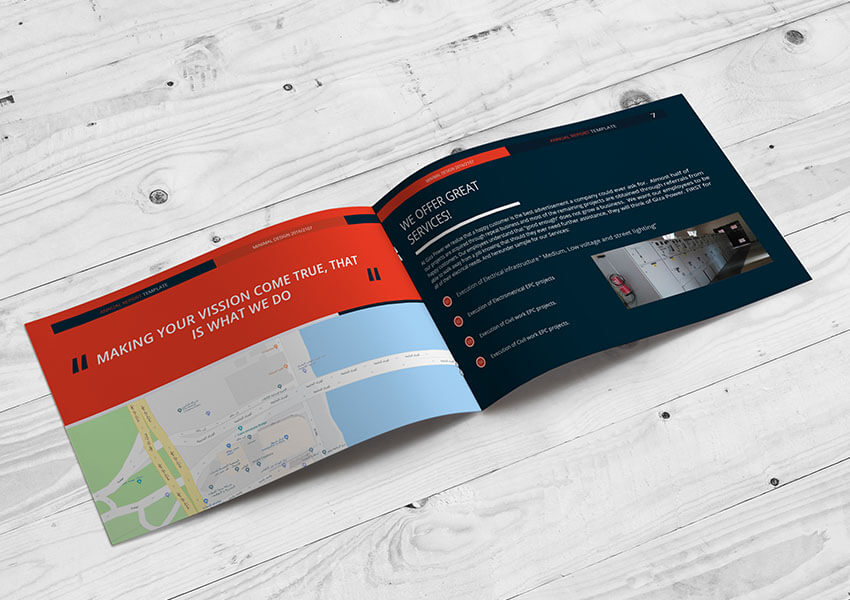 ANNUAL REPORT TEMPLATE
MINIMAL DESIGN 2016/2107
“ MAKING YOUR VISSION COME TRUE, THAT
IS WHAT WE DO "
MINIMAL DESIGN 2016/2107
ANNUAL REPORT TEMPLATE
7
WE OFFER GREAT
SERVICES!
At Giza Power we realize that a happy customer is the best advertisement a company could ever ask for. Almost half of
our projects are acquired through repeat business and most of the remaining projects are obtained through referrals from
happy customers. Our employees understand that "good enough" does not grow a business. We want our employees to be
able to walk away from a job knowing that should they ever need further assistance, they will think of Giza Power, FIRST for
all of their electrical needs. And hereunder sample for our Services:
Execution of Electrical Infrastructure " Medium, Low voltage and street lighting"
Execution of Electromechanical EPC projects
Execution of Civil work EPC projects.
Execution of Civil work EPC projects.